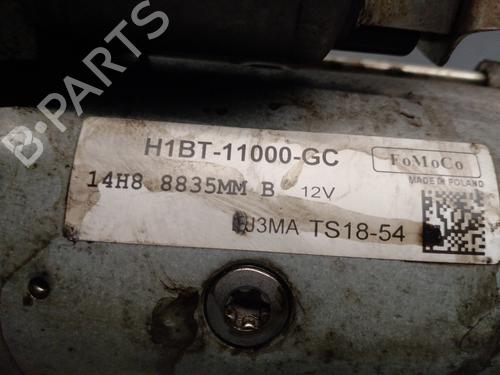 B-PARTS
H1BT-11000-GC
FoMoCo
MADE IN POLAND
14H8 8835MM B 12V
TS18-54